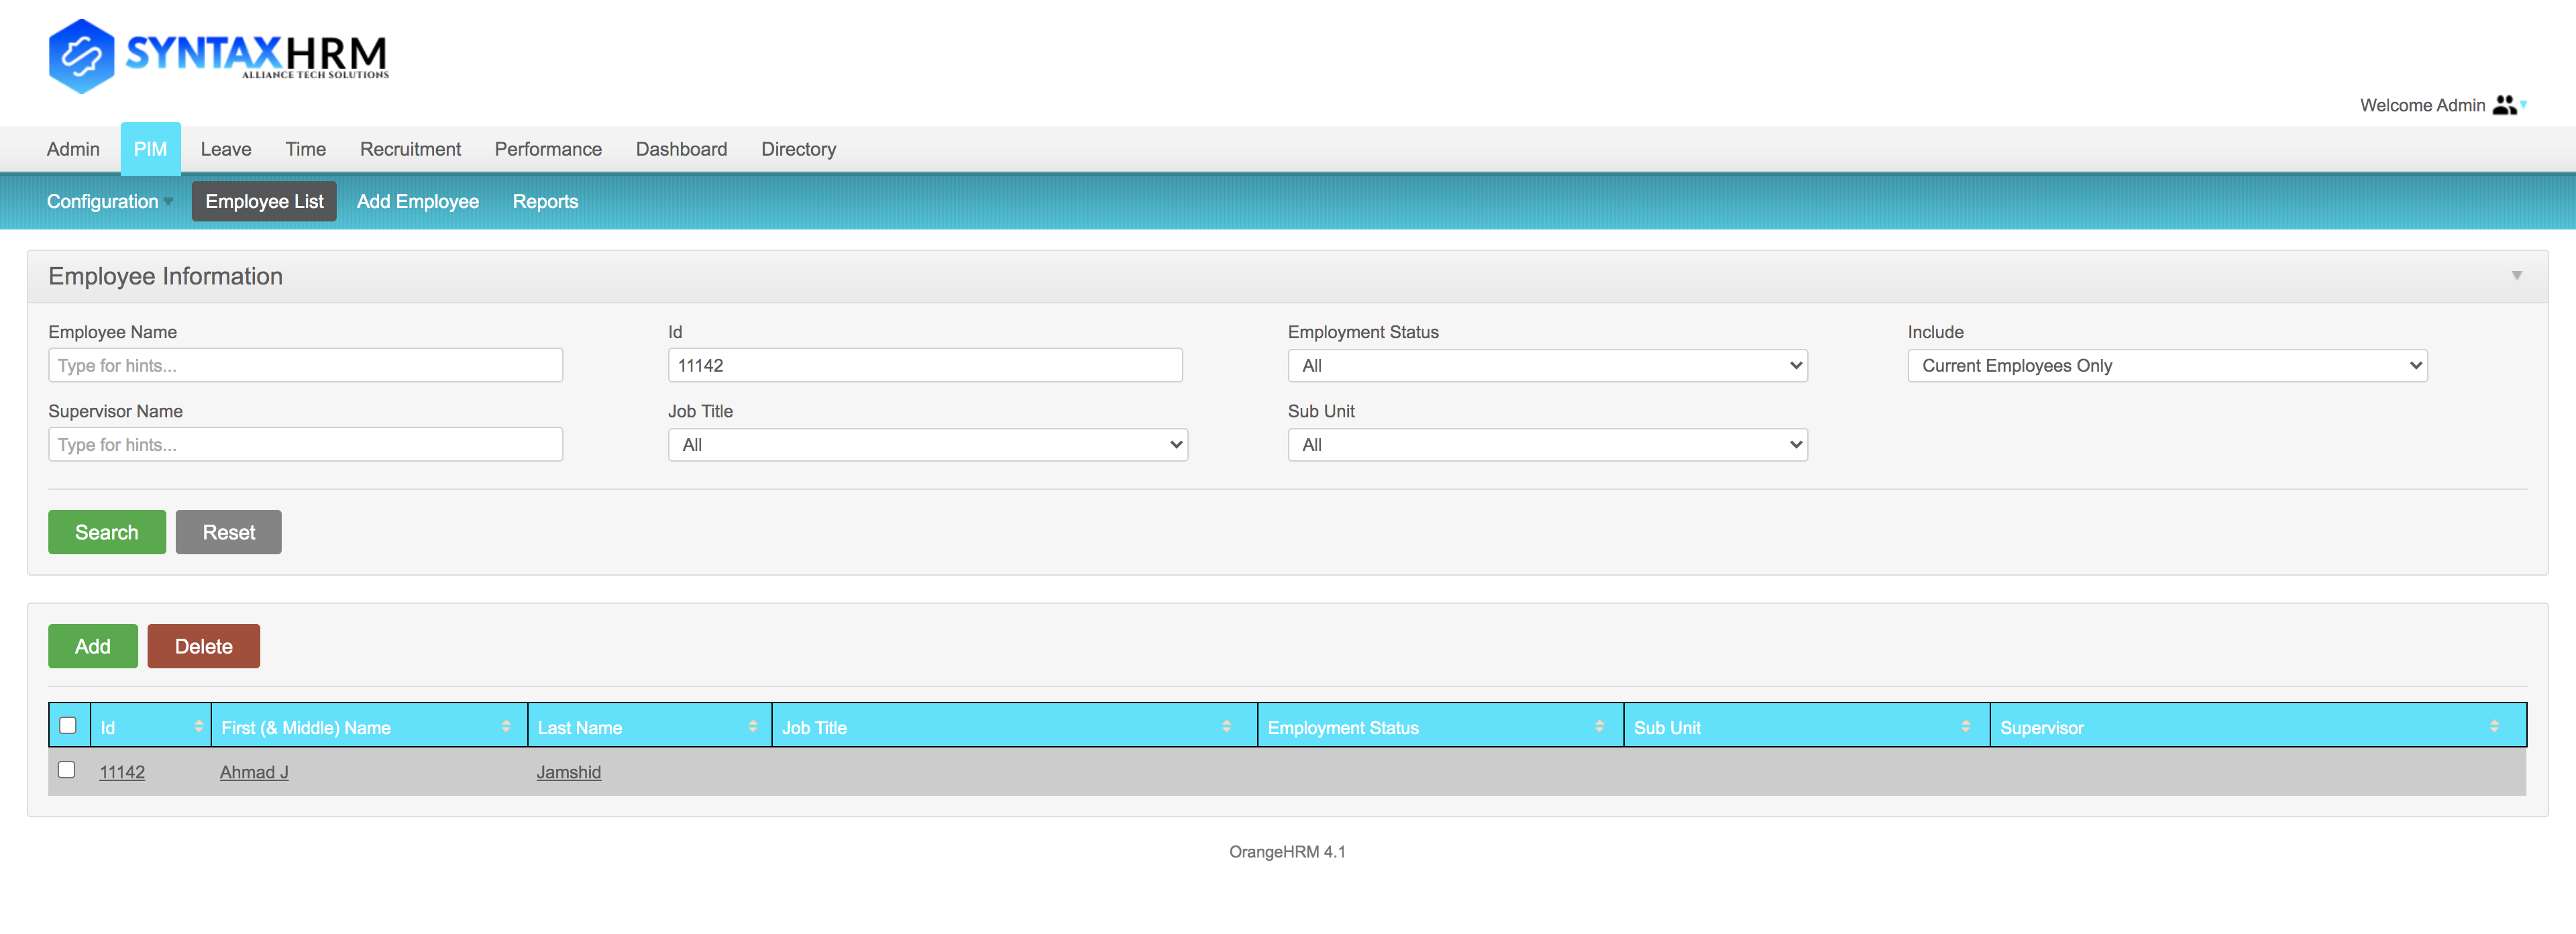 SYNTAXHRM
ALLIANCE TECH SOLUTIONS
Welcome Admin
Admin PIM Leave Time Recruitment Performance Dashboard Directory
Configuration Employee List Add Employee Reports
Employee Information
Employee Name Id Employment Status Include
Type for hints... 11142 All Current Employees Only
Supervisor Name Job Title Sub Unit
Type for hints... All All
Search Reset
Add Delete
Id First (& Middle) Name Last Name Job Title Employment Status Sub Unit Supervisor
11142 Ahmad J Jamshid
OrangeHRM 4.1